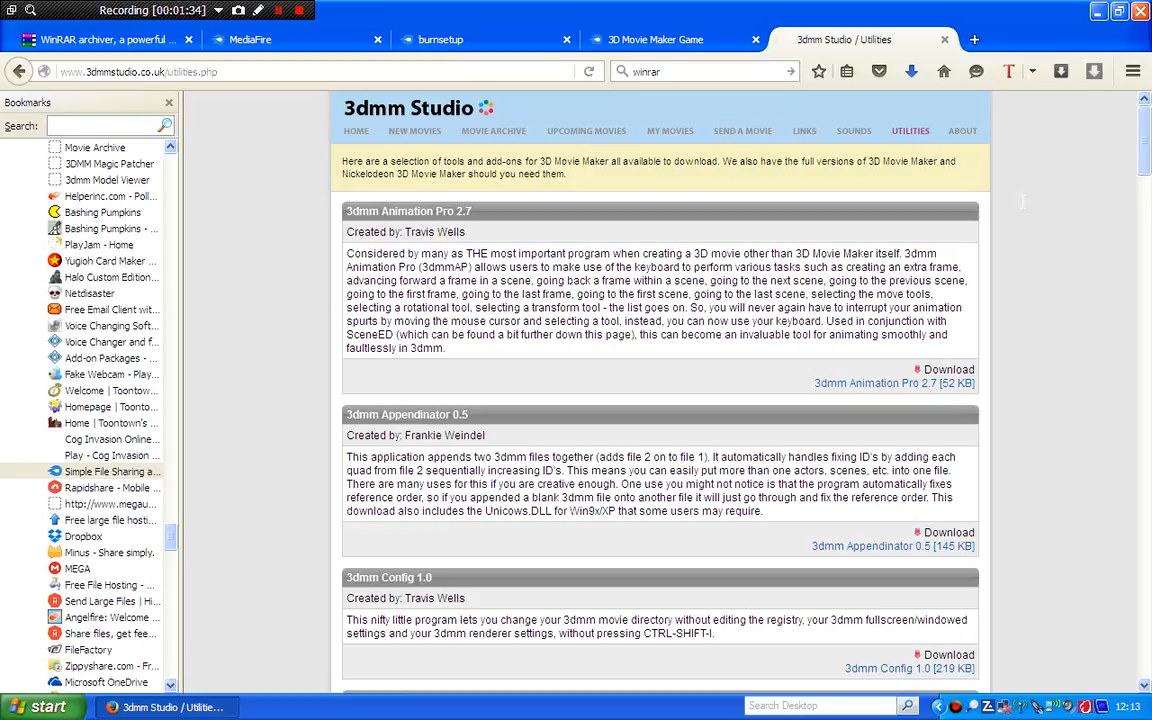 Recording [00:01:34]
WinRAR archiver, a powerful ...
MediaFire
burnsetup
3D Movie Maker Game
3dmm Studio / Utilities
www.3dmmstudio.co.uk/utilities.php
winrar
Bookmarks
Search:
Movie Archive
3DMM Magic Patcher
3dmm Model Viewer
Helperinc.com - Poll...
Bashing Pumpkins
Bashing Pumpkins - ...
PlayJam - Home
Yugioh Card Maker ...
Halo Custom Edition...
Netdisaster
Free Email Client wit...
Voice Changing Soft...
Voice Changer and f...
Add-on Packages - ...
Fake Webcam - Play...
Welcome | Toontow...
Homepage | Toonto...
Home | Toontown's...
Cog Invasion Online...
Play - Cog Invasion ...
Simple File Sharing a...
Rapidshare - Mobile ...
http://www.megau...
Free large file hosti...
Dropbox
Minus - Share simply.
MEGA
Free File Hosting - ...
Send Large Files | Hi...
Angelfire: Welcome ...
Share files, get fee...
FileFactory
Zippyshare.com - Fr...
Microsoft OneDrive
3dmm Studio
HOME NEW MOVIES MOVIE ARCHIVE UPCOMING MOVIES MY MOVIES SEND A MOVIE LINKS SOUNDS UTILITIES ABOUT
Here are a selection of tools and add-ons for 3D Movie Maker all available to download. We also have the full versions of 3D Movie Maker and
Nickelodeon 3D Movie Maker should you need them.
3dmm Animation Pro 2.7
Created by: Travis Wells
Considered by many as THE most important program when creating a 3D movie other than 3D Movie Maker itself. 3dmm
Animation Pro (3dmmAP) allows users to make use of the keyboard to perform various tasks such as creating an extra frame,
advancing forward a frame in a scene, going back a frame within a scene, going to the next scene, going to the previous scene,
going to the first frame, going to the last frame, going to the first scene, going to the last scene, selecting the move tools,
selecting a rotational tool, selecting a transform tool - the list goes on. So, you will never again have to interrupt your animation
spurts by moving the mouse cursor and selecting a tool, instead, you can now use your keyboard. Used in conjunction with
SceneED (which can be found a bit further down this page), this can become an invaluable tool for animating smoothly and
faultlessly in 3dmm.
Download
3dmm Animation Pro 2.7 [52 KB]
3dmm Appendinator 0.5
Created by: Frankie Weindel
This application appends two 3dmm files together (adds file 2 on to file 1). It automatically handles fixing ID's by adding each
quad from file 2 sequentially increasing ID's. This means you can easily put more than one actors, scenes, etc. into one file.
There are many uses for this if you are creative enough. One use you might not notice is that the program automatically fixes
reference order, so if you appended a blank 3dmm file onto another file it will just go through and fix the reference order. This
download also includes the Unicows.DLL for Win9x/XP that some users may require.
Download
3dmm Appendinator 0.5 [145 KB]
3dmm Config 1.0
Created by: Travis Wells
This nifty little program lets you change your 3dmm movie directory without editing the registry, your 3dmm fullscreen/windowed
settings and your 3dmm renderer settings, without pressing CTRL-SHIFT-I.
Download
3dmm Config 1.0 [219 KB]
start
3dmm Studio / Utilitie...
Search Desktop
12:13